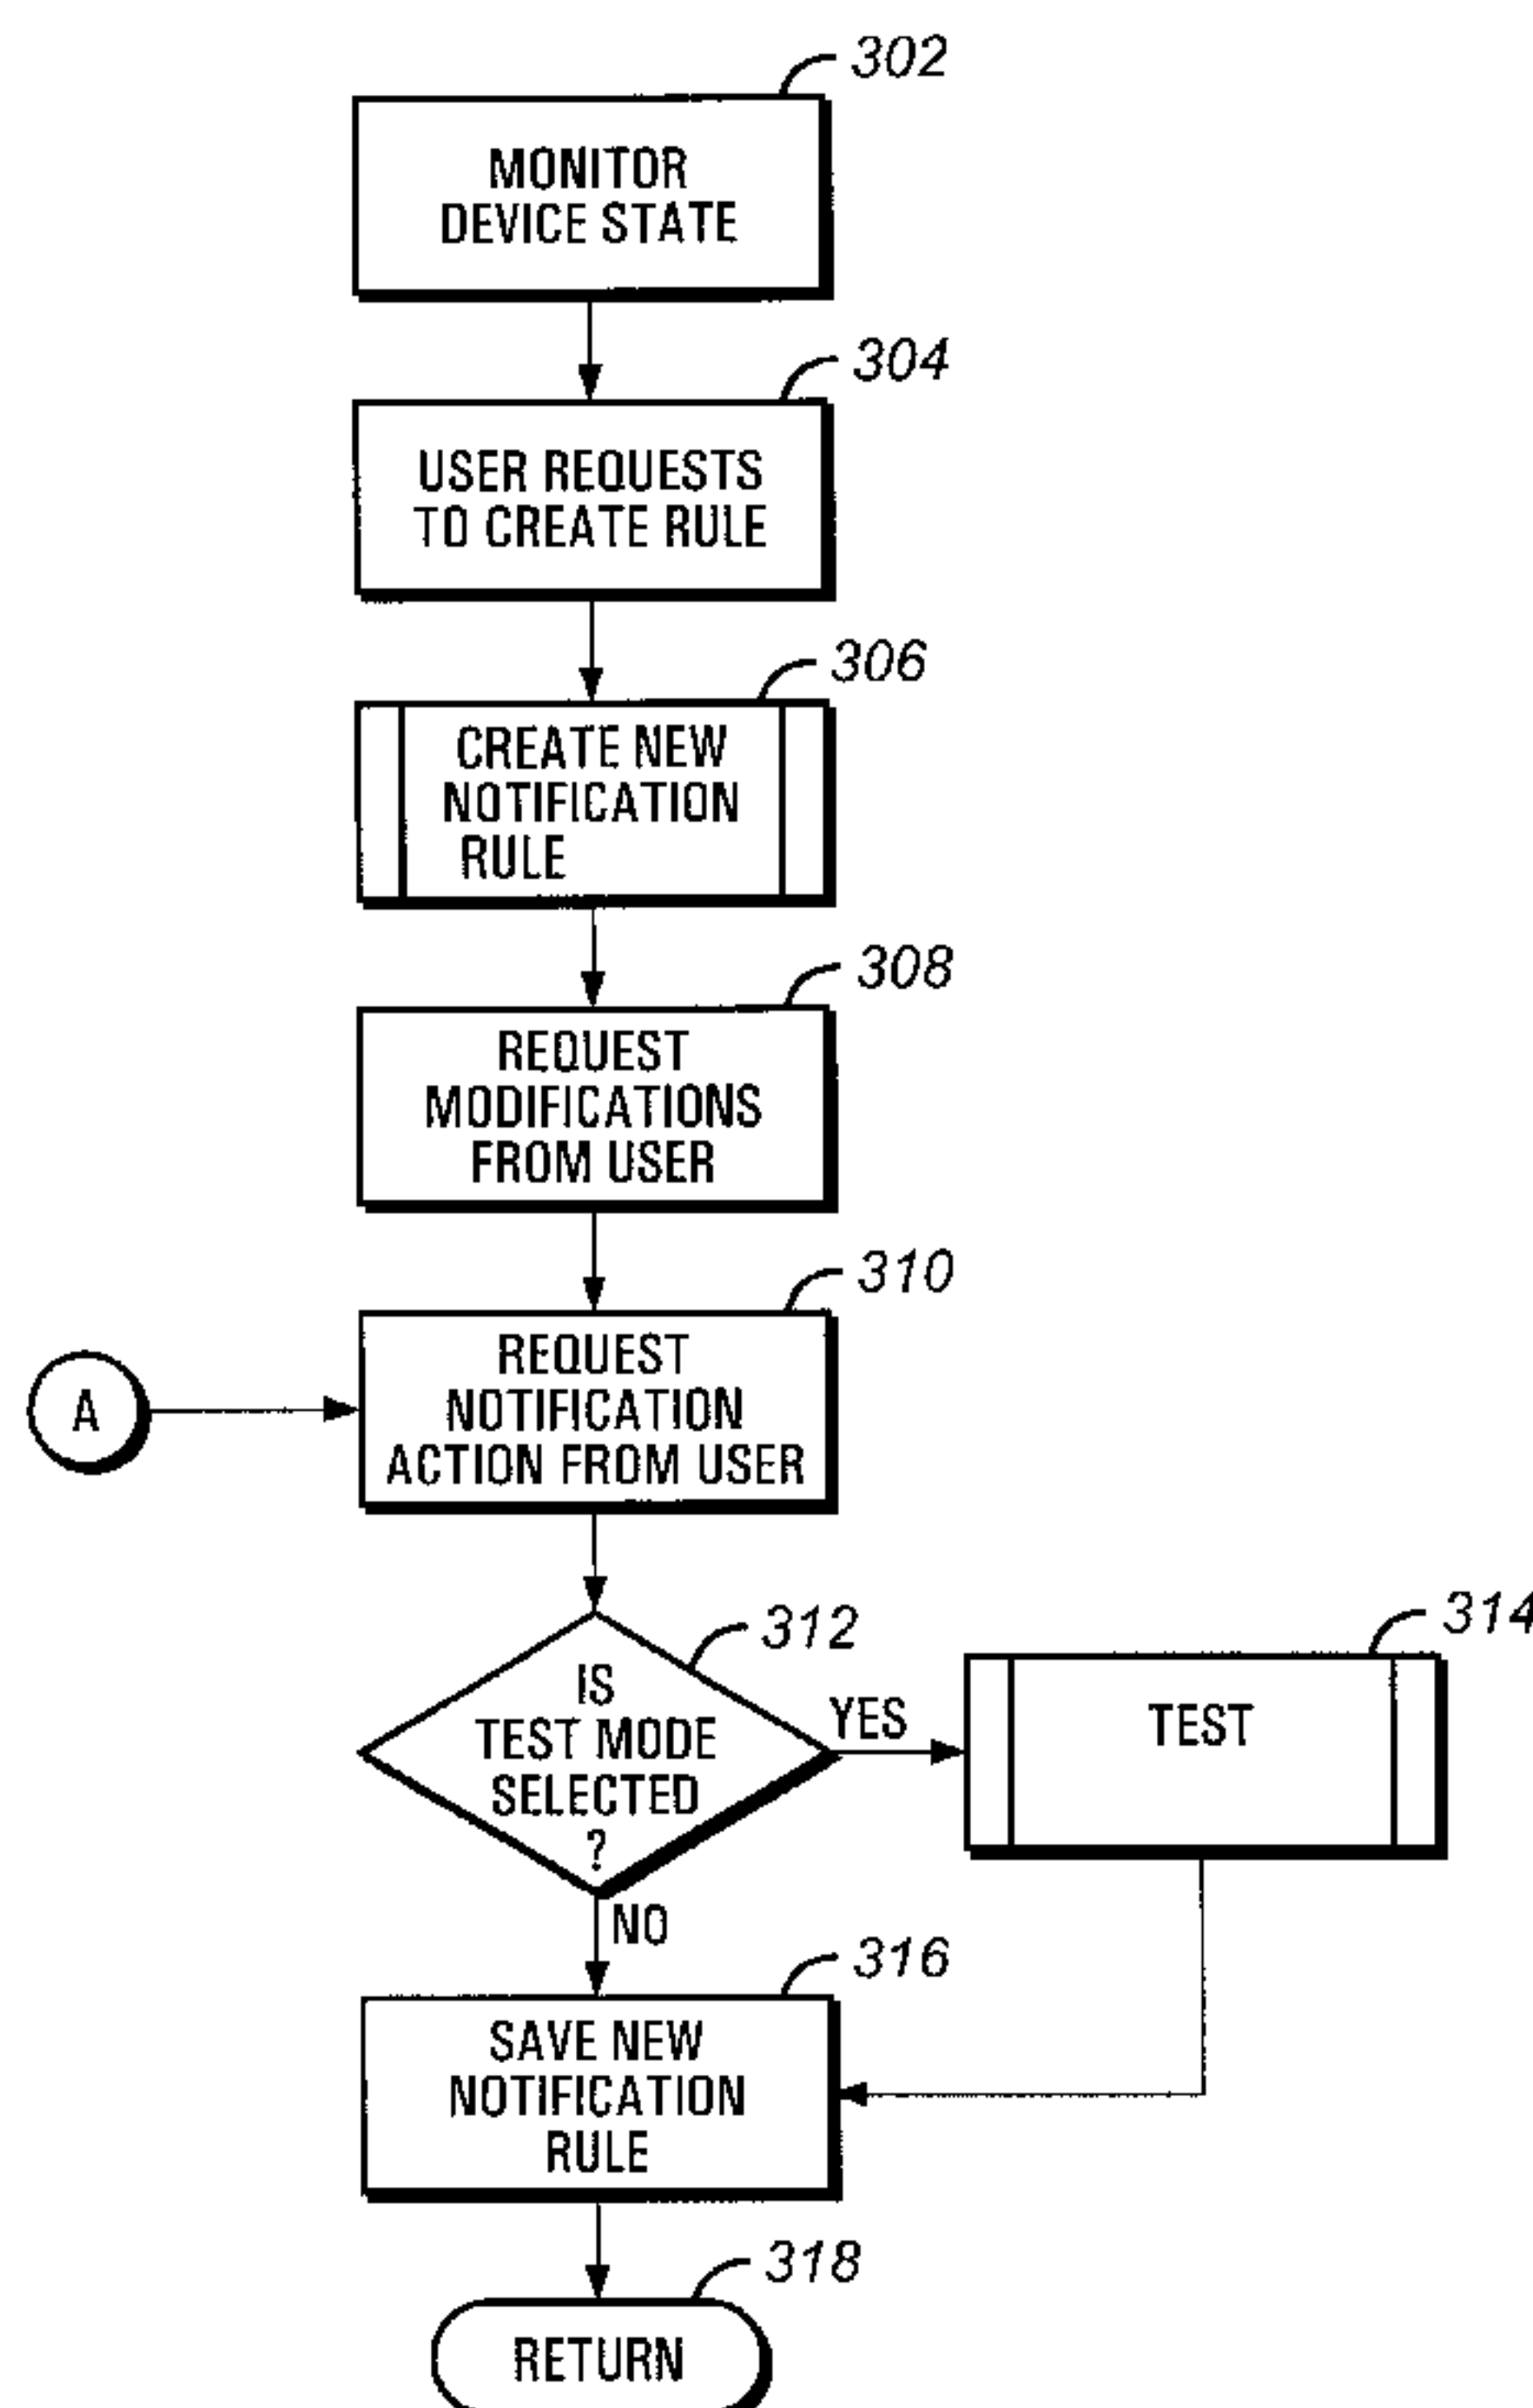 302
MONITOR
DEVICE STATE
304
USER REQUESTS
TO CREATE RULE
306
CREATE NEW
NOTIFICATION
RULE
308
REQUEST
MODIFICATIONS
FROM USER
310
REQUEST
NOTIFICATION
ACTION FROM USER
A
312
IS
TEST MODE
SELECTED
?
YES
314
TEST
NO
316
SAVE NEW
NOTIFICATION
RULE
318
RETURN